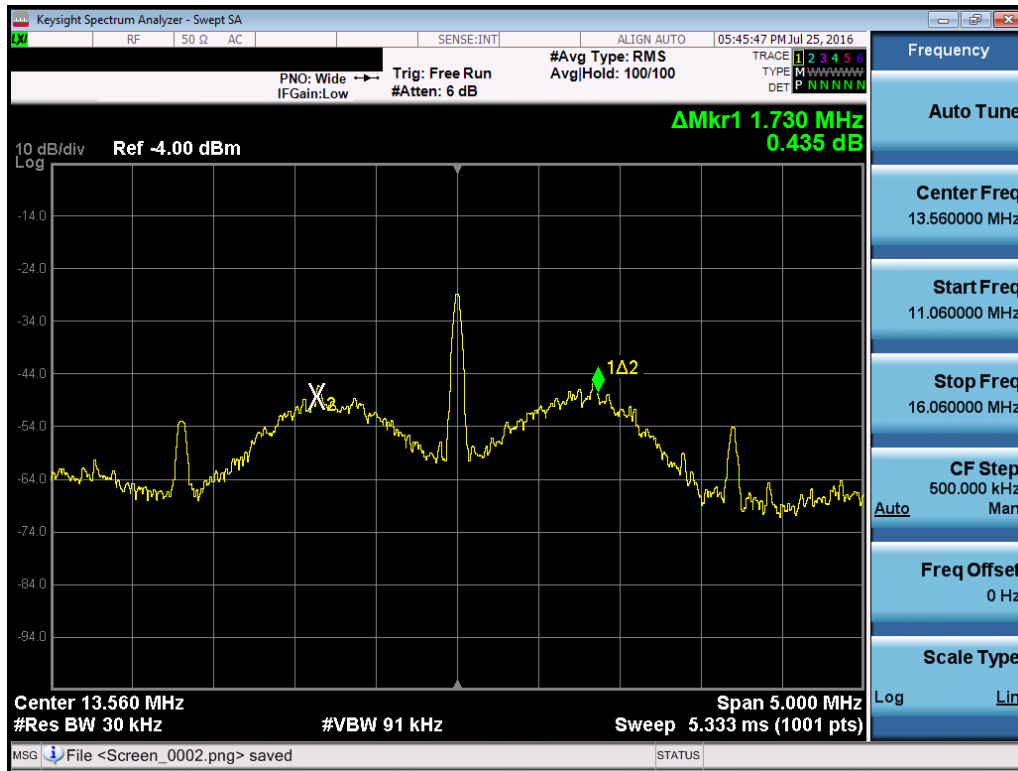 Keysight Spectrum Analyzer - Swept SA
LXI RF 50 Ω AC SENSE:INT ALIGN AUTO 05:45:47 PM Jul 25, 2016
PNO: Wide
IFGain:Low
Trig: Free Run
#Atten: 6 dB
#Avg Type: RMS
Avg|Hold: 100/100
TRACE 1 2 3 4 5 6
TYPE M WWWWW
DET P N N N N N
ΔMkr1 1.730 MHz
0.435 dB
10 dB/div Ref -4.00 dBm
Log
-14.0
-24.0
-34.0
-44.0
-54.0
-64.0
-74.0
-84.0
-94.0
1Δ2
X2
Center 13.560 MHz Span 5.000 MHz
#Res BW 30 kHz #VBW 91 kHz Sweep 5.333 ms (1001 pts)
Frequency
Auto Tune
Center Freq
13.560000 MHz
Start Freq
11.060000 MHz
Stop Freq
16.060000 MHz
CF Step
500.000 kHz
Auto Man
Freq Offset
0 Hz
Scale Type
Log Lin
MSG File <Screen_0002.png> saved STATUS